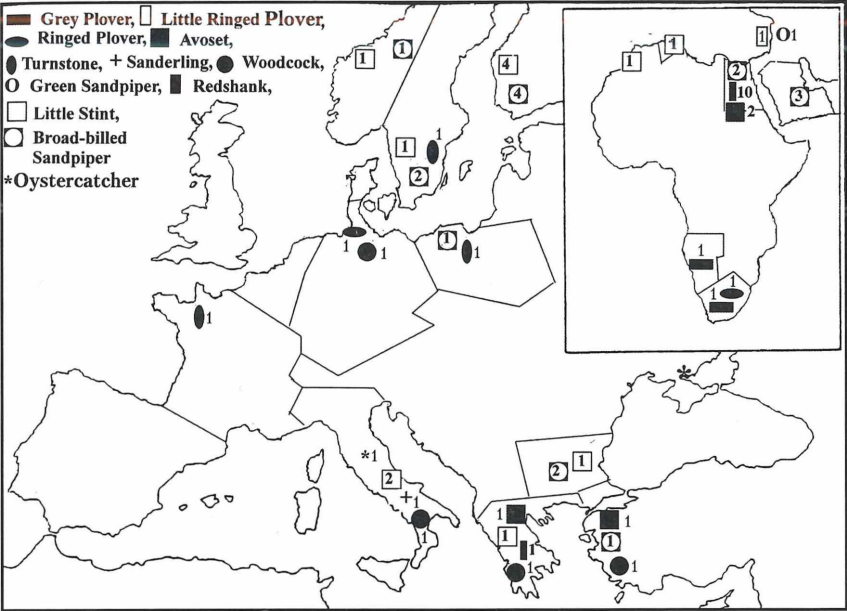 Grey Plover, Little Ringed Plover,
Ringed Plover, Avoset,
Turnstone, + Sanderling, Woodcock,
O Green Sandpiper, Redshank,
Little Stint,
Broad-billed
Sandpiper
*Oystercatcher
1 1
4
4
1 1
2
1 1
1 1
1
*1
2
+1
1
2 1
1 1
1 1
1 1
1 1
*
1 1 1 O1
2
10
2
3
1
1
1